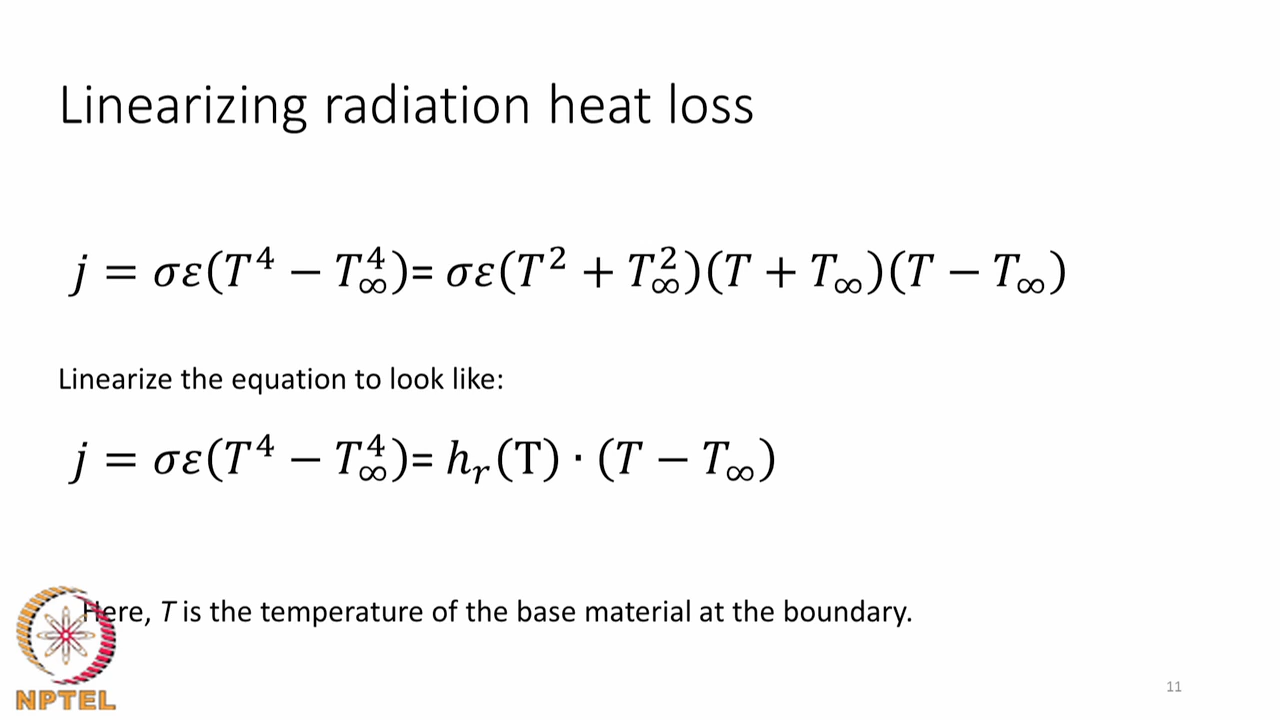 Linearizing radiation heat loss
j = σε(T⁴ − T∞⁴)= σε(T² + T∞²)(T + T∞)(T − T∞)
Linearize the equation to look like:
j = σε(T⁴ − T∞⁴)= hᵣ(T) · (T − T∞)
Here, T is the temperature of the base material at the boundary.
NPTEL
11